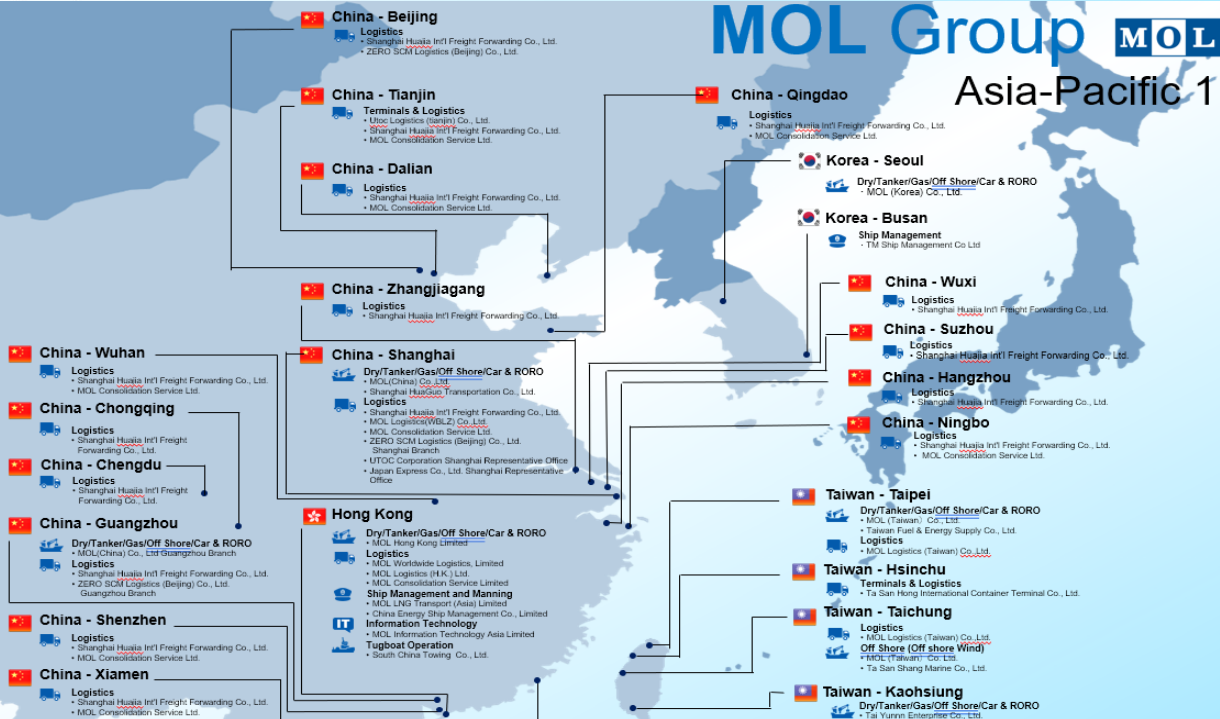 MOL Group
MOL
Asia-Pacific 1
China - Beijing
Logistics
• Shanghai Huajia Int'l Freight Forwarding Co., Ltd.
• ZERO SCM Logistics (Beijing) Co., Ltd.
China - Tianjin
Terminals & Logistics
• Utoc Logistics (tianjin) Co., Ltd.
• Shanghai Huajia Int'l Freight Forwarding Co., Ltd.
• MOL Consolidation Service Ltd.
China - Dalian
Logistics
• Shanghai Huajia Int'l Freight Forwarding Co., Ltd.
• MOL Consolidation Service Ltd.
China - Zhangjiagang
Logistics
• Shanghai Huajia Int'l Freight Forwarding Co., Ltd.
China - Shanghai
Dry/Tanker/Gas/Off Shore/Car & RORO
• MOL(China) Co.,Ltd.
• Shanghai HuaGuo Transportation Co., Ltd.
Logistics
• Shanghai Huajia Int'l Freight Forwarding Co., Ltd.
• MOL Logistics(WBLZ) Co.,Ltd.
• MOL Consolidation Service Ltd.
• ZERO SCM Logistics (Beijing) Co., Ltd.
Shanghai Branch
• UTOC Corporation Shanghai Representative Office
• Japan Express Co., Ltd. Shanghai Representative
Office
Hong Kong
Dry/Tanker/Gas/Off Shore/Car & RORO
• MOL Hong Kong Limited
Logistics
• MOL Worldwide Logistics, Limited
• MOL Logistics (H.K.) Ltd.
• MOL Consolidation Service Limited
Ship Management and Manning
• MOL LNG Transport (Asia) Limited
• China Energy Ship Management Co., Limited
IT
Information Technology
• MOL Information Technology Asia Limited
Tugboat Operation
• South China Towing Co., Ltd.
China - Wuhan
Logistics
• Shanghai Huajia Int'l Freight Forwarding Co., Ltd.
• MOL Consolidation Service Ltd.
China - Chongqing
Logistics
• Shanghai Huajia Int'l Freight
Forwarding Co., Ltd.
China - Chengdu
Logistics
• Shanghai Huajia Int'l Freight
Forwarding Co., Ltd.
China - Guangzhou
Dry/Tanker/Gas/Off Shore/Car & RORO
• MOL(China) Co., Ltd Guangzhou Branch
Logistics
• Shanghai Huajia Int'l Freight Forwarding Co., Ltd.
• ZERO SCM Logistics (Beijing) Co., Ltd.
Guangzhou Branch
China - Shenzhen
Logistics
• Shanghai Huajia Int'l Freight Forwarding Co., Ltd.
• MOL Consolidation Service Ltd.
China - Xiamen
Logistics
• Shanghai Huajia Int'l Freight Forwarding Co., Ltd.
• MOL Consolidation Service Ltd.
China - Qingdao
Logistics
• Shanghai Huajia Int'l Freight Forwarding Co., Ltd.
• MOL Consolidation Service Ltd.
Korea - Seoul
Dry/Tanker/Gas/Off Shore/Car & RORO
· MOL (Korea) Co., Ltd.
Korea - Busan
Ship Management
· TM Ship Management Co Ltd
China - Wuxi
Logistics
• Shanghai Huajia Int'l Freight Forwarding Co., Ltd.
China - Suzhou
Logistics
• Shanghai Huajia Int'l Freight Forwarding Co., Ltd.
China - Hangzhou
Logistics
• Shanghai Huajia Int'l Freight Forwarding Co., Ltd.
China - Ningbo
Logistics
• Shanghai Huajia Int'l Freight Forwarding Co., Ltd.
• MOL Consolidation Service Ltd.
Taiwan - Taipei
Dry/Tanker/Gas/Off Shore/Car & RORO
• MOL (Taiwan) Co., Ltd.
• Taiwan Fuel & Energy Supply Co., Ltd.
Logistics
• MOL Logistics (Taiwan) Co.,Ltd.
Taiwan - Hsinchu
Terminals & Logistics
• Ta San Hong International Container Terminal Co., Ltd.
Taiwan - Taichung
Logistics
• MOL Logistics (Taiwan) Co.,Ltd.
Off Shore (Off shore Wind)
• MOL (Taiwan) Co. Ltd.
• Ta San Shang Marine Co., Ltd.
Taiwan - Kaohsiung
Dry/Tanker/Gas/Off Shore/Car & RORO
• Tai Yunnn Enterprise Co., Ltd.